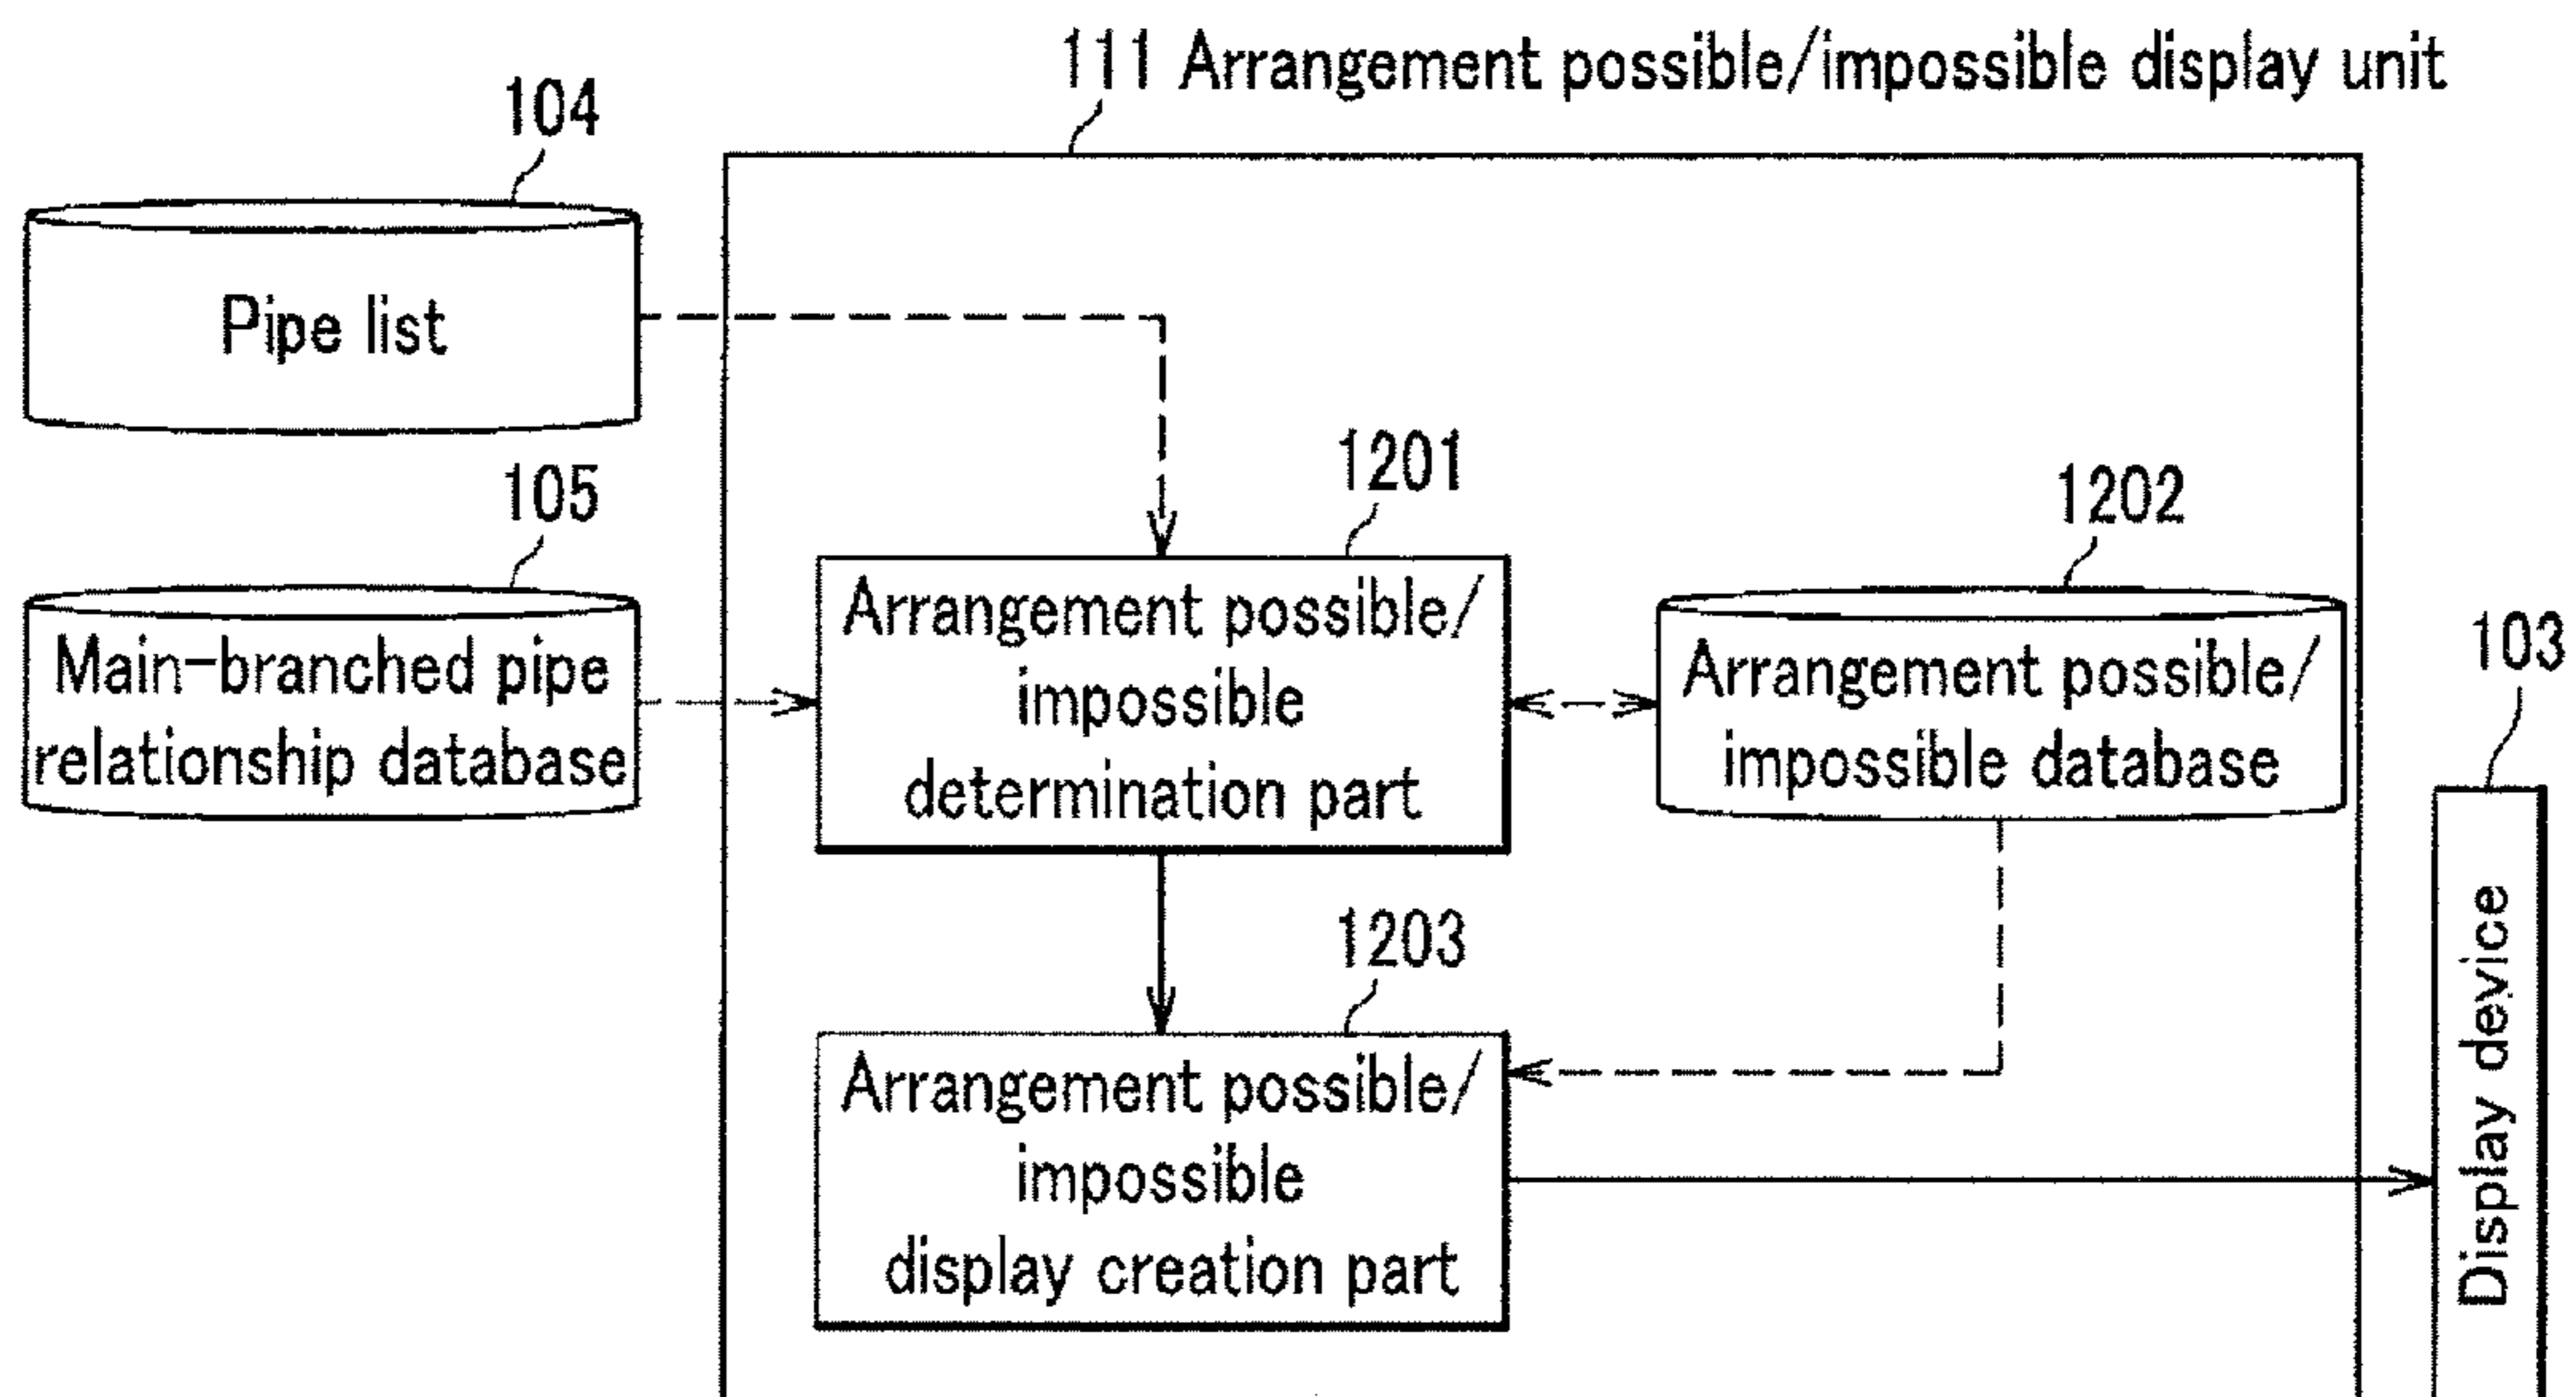 111 Arrangement possible/impossible display unit
104
Pipe list
105
Main-branched pipe
relationship database
1201
Arrangement possible/
impossible
determination part
1202
Arrangement possible/
impossible database
103
Display device
1203
Arrangement possible/
impossible
display creation part